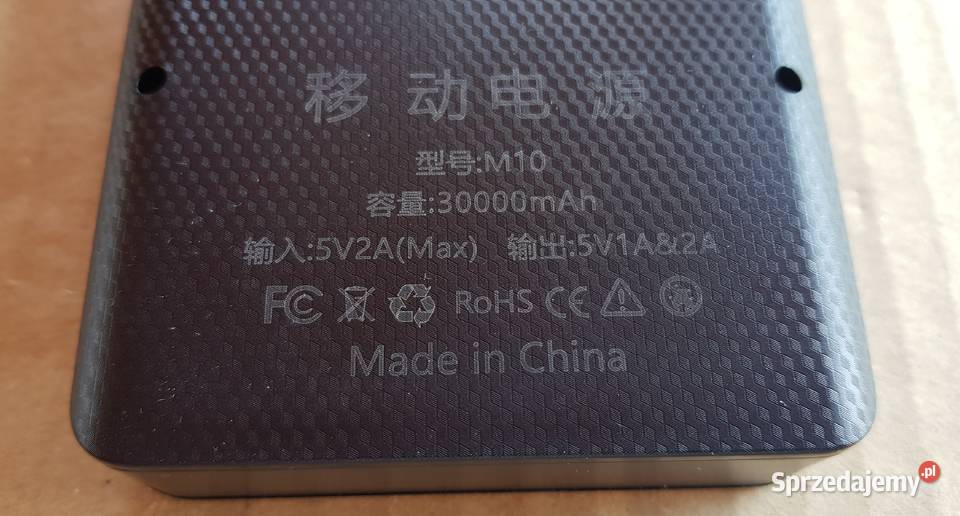 移动电源
型号:M10
容量:30000mAh
输入:5V2A(Max) 输出:5V1A&2A
FC RoHS CE
Made in China
Sprzedajemy.pl